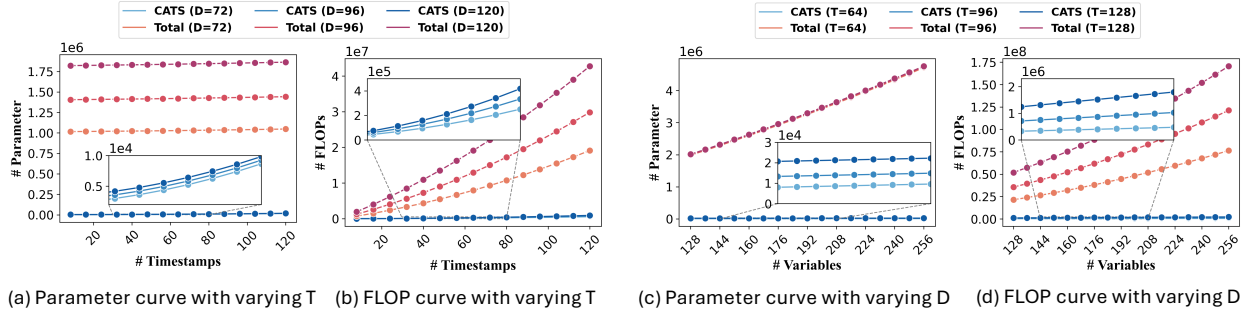 CATS (D=72) CATS (D=96) CATS (D=120)
Total (D=72) Total (D=96) Total (D=120)
CATS (T=64) CATS (T=96) CATS (T=128)
Total (T=64) Total (T=96) Total (T=128)
1e6
# Parameter
1.75
1.50
1.25
1.00
0.75
0.50
0.25
0.00
1e4
1.0
0.5
20 40 60 80 100 120
# Timestamps
(a) Parameter curve with varying T
1e7
# FLOPs
4
3
2
1
0
1e5
4
2
0
20 40 60 80 100 120
# Timestamps
(b) FLOP curve with varying T
1e6
# Parameter
5
4
3
2
1
0
1e4
3
2
1
0
128 144 160 176 192 208 224 240 256
# Variables
(c) Parameter curve with varying D
1e8
# FLOPs
1.75
1.50
1.25
1.00
0.75
0.50
0.25
0.00
1e6
2
1
0
128 144 160 176 192 208 224 240 256
# Variables
(d) FLOP curve with varying D